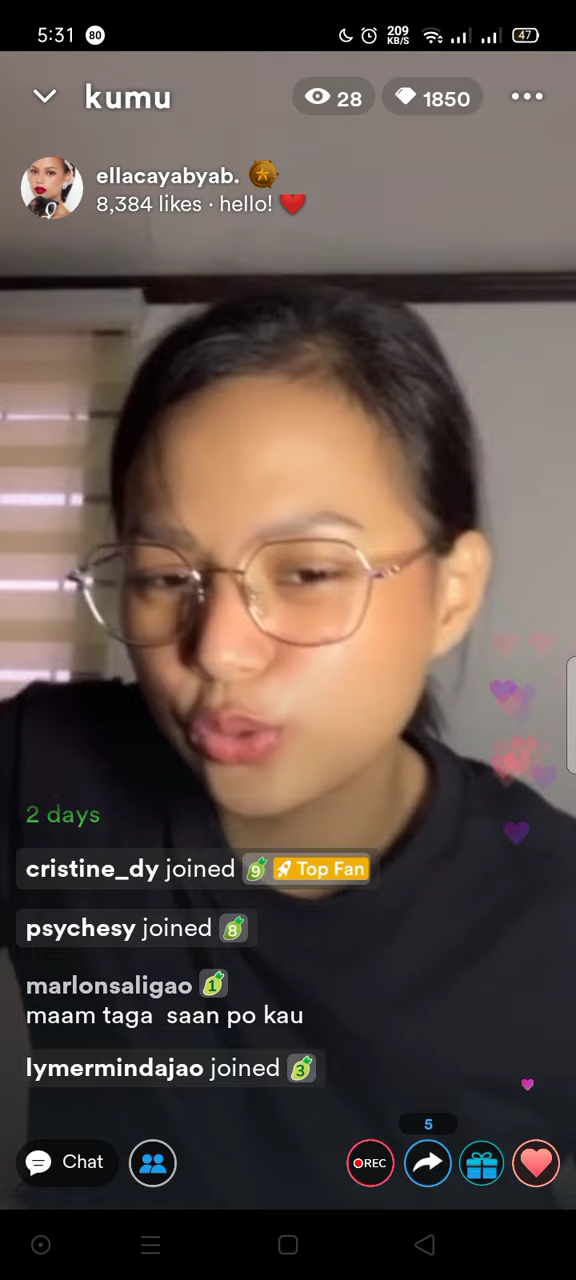 5:31 80 209 KB/S 47
kumu 28 1850
ellacayabyab.
8,384 likes · hello! ❤️
2 days
cristine_dy joined 9 Top Fan
psychesy joined 8
marlonsaligao 1
maam taga saan po kau
lymermindajao joined 3
5
Chat REC